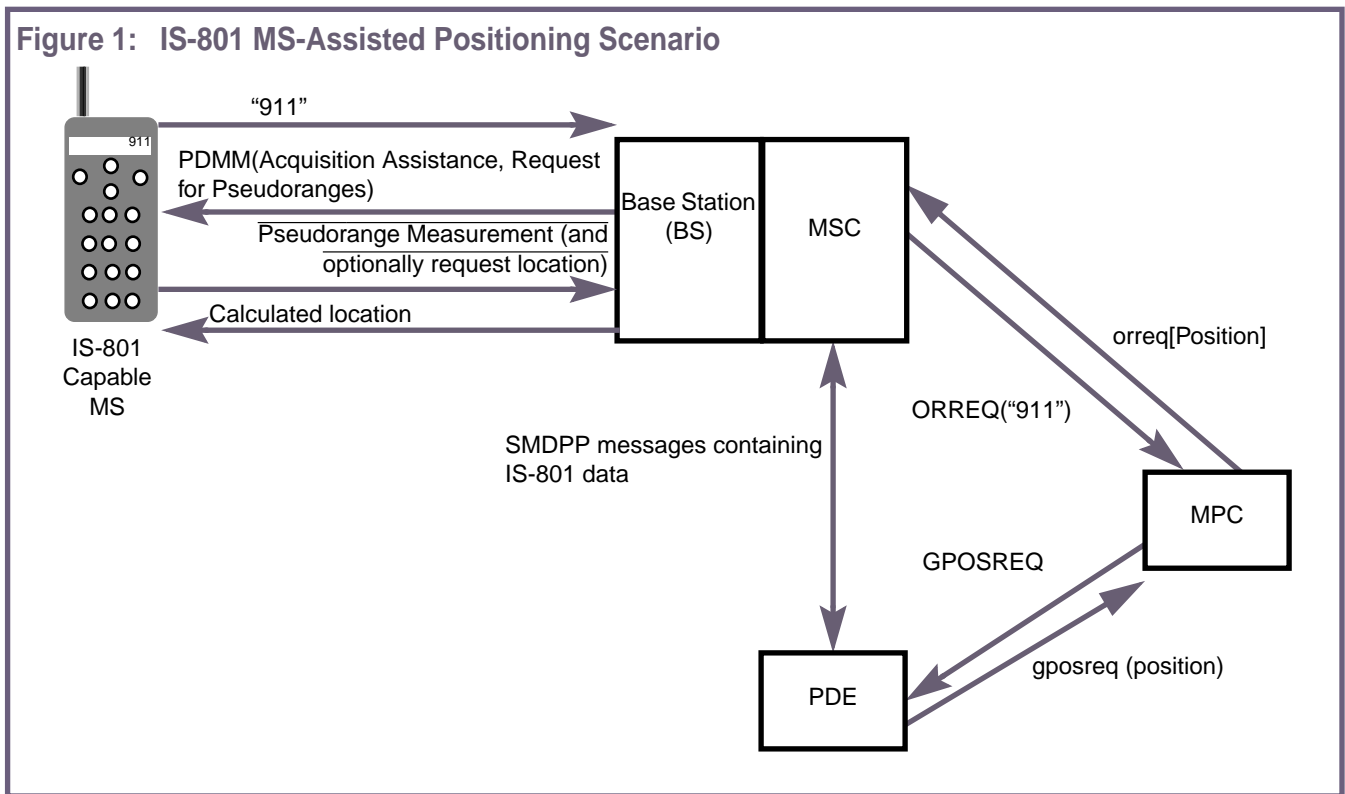 Figure 1: IS-801 MS-Assisted Positioning Scenario
“911”
911
PDMM(Acquisition Assistance, Request
for Pseudoranges)
Pseudorange Measurement (and
optionally request location)
Calculated location
IS-801
Capable
MS
Base Station
(BS)
MSC
orreq[Position]
ORREQ(“911”)
SMDPP messages containing
IS-801 data
MPC
GPOSREQ
gposreq (position)
PDE